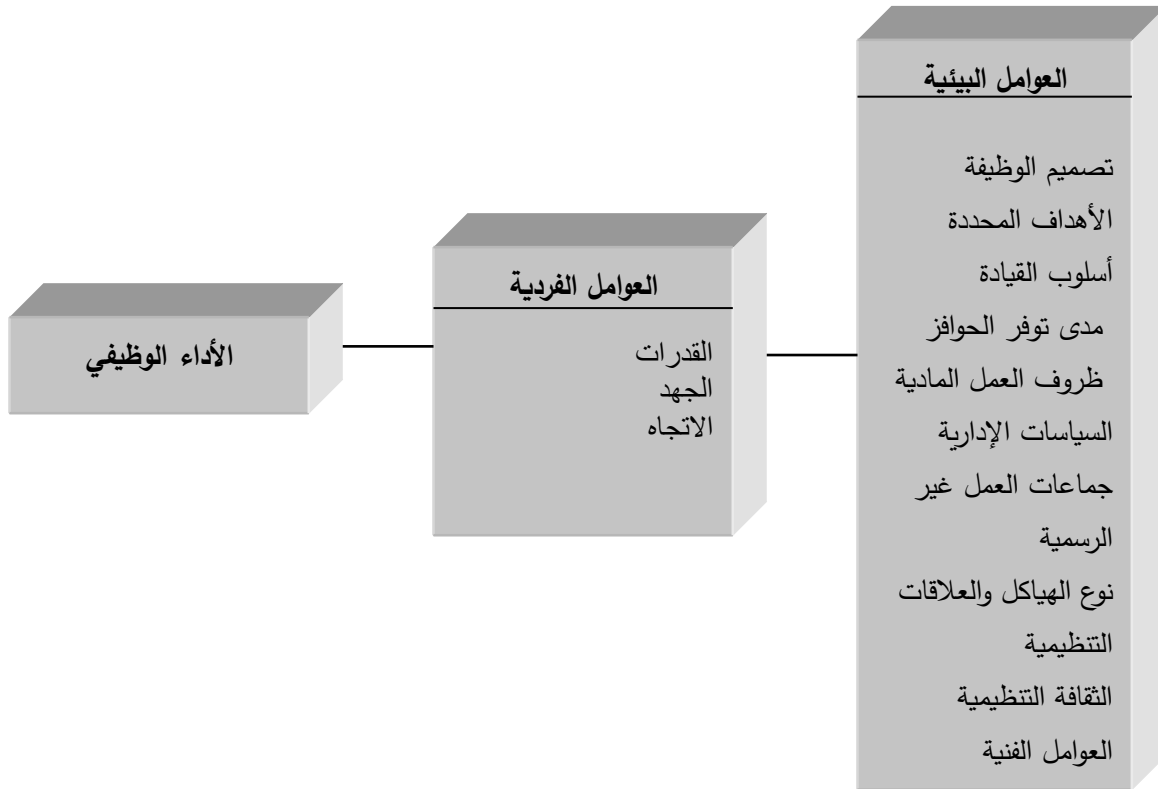 العوامل البيئية
تصميم الوظيفة
الأهداف المحددة
أسلوب القيادة
مدى توفر الحوافز
ظروف العمل المادية
السياسات الإدارية
جماعات العمل غير
الرسمية
نوع الهياكل والعلاقات
التنظيمية
الثقافة التنظيمية
العوامل الفنية
العوامل الفردية
القدرات
الجهد
الاتجاه
الأداء الوظيفي